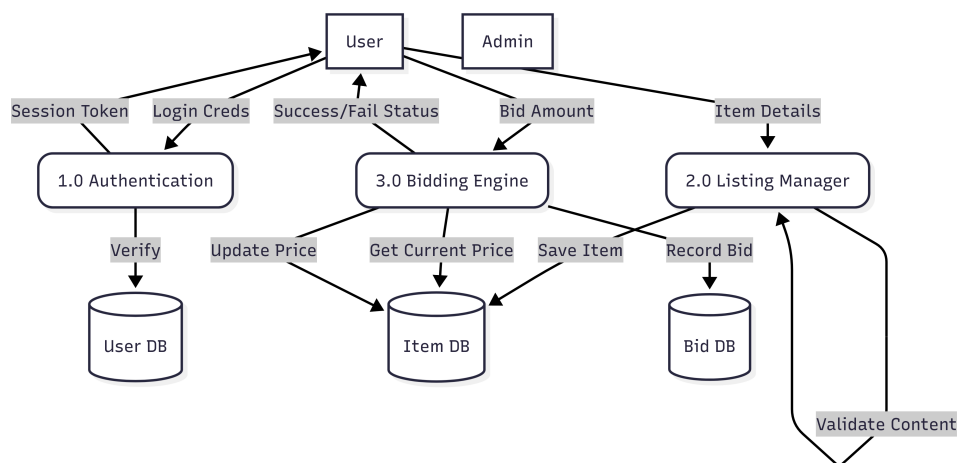 User
Admin
Session Token
Login Creds
Success/Fail Status
Bid Amount
Item Details
1.0 Authentication
3.0 Bidding Engine
2.0 Listing Manager
Verify
Update Price
Get Current Price
Save Item
Record Bid
User DB
Item DB
Bid DB
Validate Content